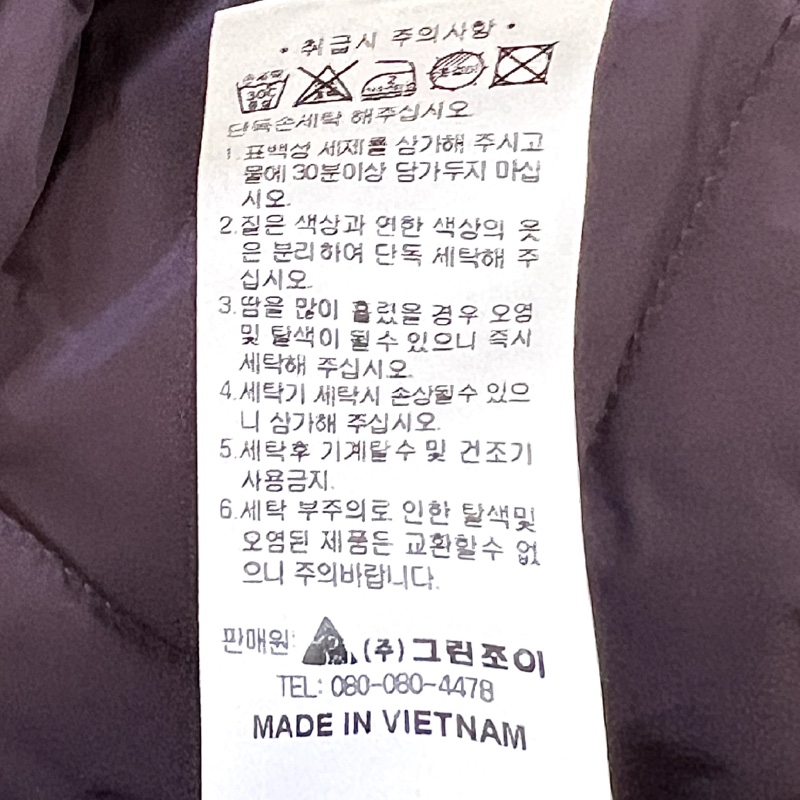 • 취급시 주의사항 •
손세탁
30℃
중성
단독손세탁 해주십시오
1.표백성 세제를 삼가해 주시고
물에 30분이상 담가두지 마십
시오.
2.짙은 색상과 연한 색상의 옷
은 분리하여 단독 세탁해 주
십시오.
3.땀을 많이 흘렸을 경우 오염
및 탈색이 될수 있으니 즉시
세탁해 주십시오.
4.세탁기 세탁시 손상될수 있으
니 삼가해 주십시오.
5.세탁후 기계탈수 및 건조기
사용금지.
6.세탁 부주의로 인한 탈색및
오염된 제품은 교환할수 없
으니 주의바랍니다.
판매원: (주)그린조이
TEL: 080-080-4478
MADE IN VIETNAM